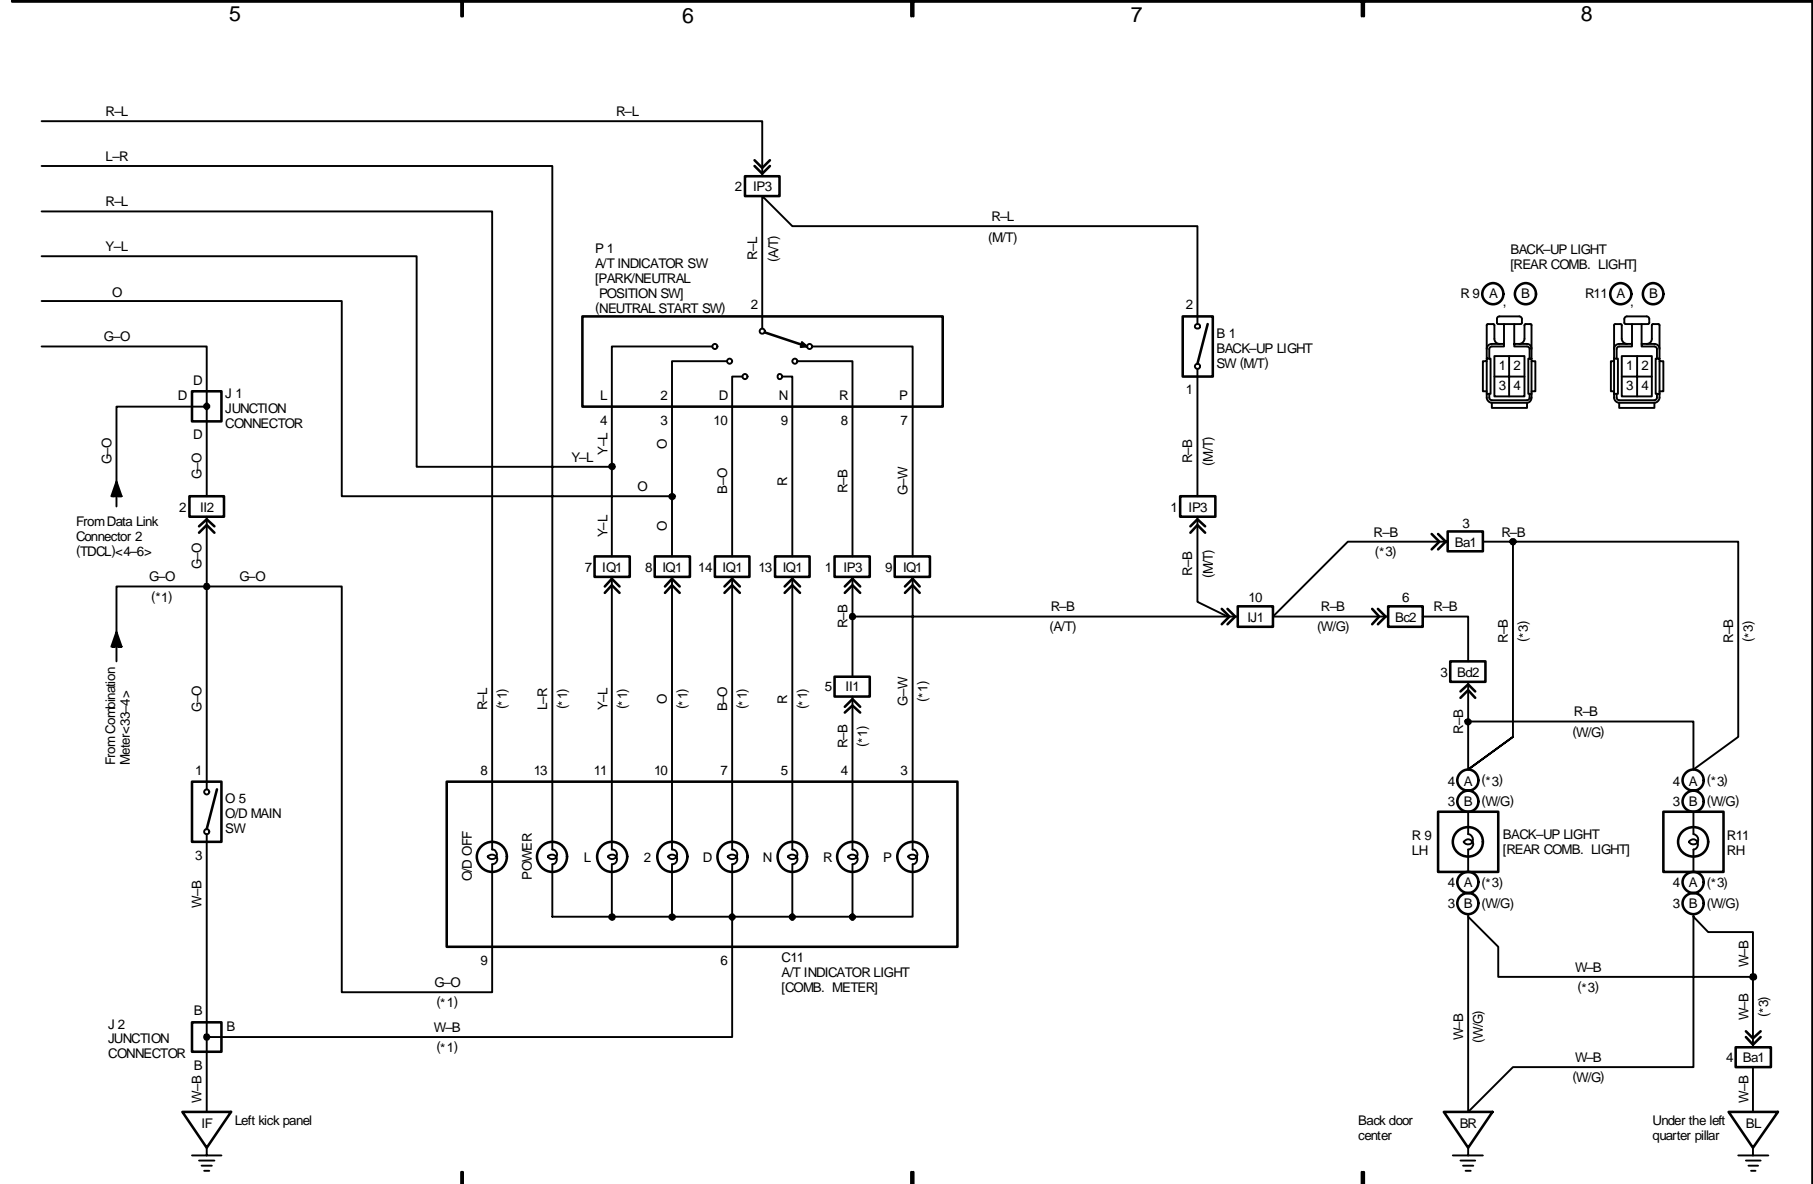 5 6 7 8
R–L R–L
L–R
2 IP3
R–L
R–L
(M/T)
R–L
(A/T)
Y–L
O
G–O
P 1
A/T INDICATOR SW
[PARK/NEUTRAL
POSITION SW]
(NEUTRAL START SW)
2
2
B 1
BACK–UP LIGHT
SW (M/T)
1
BACK–UP LIGHT
[REAR COMB. LIGHT]
R 9 A , B
R11 A , B
1 2
3 4
1 2
3 4
D
D
J 1
JUNCTION
CONNECTOR
D
L 2 D N R P
4 3 10 9 8 7
G–O
G–O
Y–L
Y–L
O
O
B–O
R
R–B
G–W
R–B
(M/T)
2 II2
From Data Link
Connector 2
(TDCL)<4–6>
G–O
Y–L
O
1 IP3
R–B
(M/T)
7 IQ1
8 IQ1
14 IQ1
13 IQ1
1 IP3
9 IQ1
G–O
(*1)
G–O
R–B
R–B
(A/T)
10
IJ1
R–B
(*3)
3
Ba1
R–B
R–B
(W/G)
6
Bc2
R–B
R–B
(*3)
R–B
(*3)
3 Bd2
R–B
R–B
(W/G)
From Combination
Meter<33–4>
G–O
R–L
(*1)
L–R
(*1)
Y–L
(*1)
O
(*1)
B–O
(*1)
R
(*1)
5 II1
R–B
(*1)
G–W
(*1)
1
O 5
O/D MAIN
SW
3
W–B
8 13 11 10 7 5 4 3
O/D OFF
POWER
L 2 D N R P
9 6
C11
A/T INDICATOR LIGHT
[COMB. METER]
4 A (*3)
3 B (W/G)
R 9
LH
BACK–UP LIGHT
[REAR COMB. LIGHT]
4 A (*3)
3 B (W/G)
4 A (*3)
3 B (W/G)
R11
RH
4 A (*3)
3 B (W/G)
G–O
(*1)
W–B
(*3)
W–B
W–B
(*3)
W–B
(W/G)
B
J 2
JUNCTION
CONNECTOR
B
B
W–B
(*1)
W–B
W–B
(W/G)
4 Ba1
W–B
IF
Left kick panel
Back door
center
BR
Under the left
quarter pillar
BL